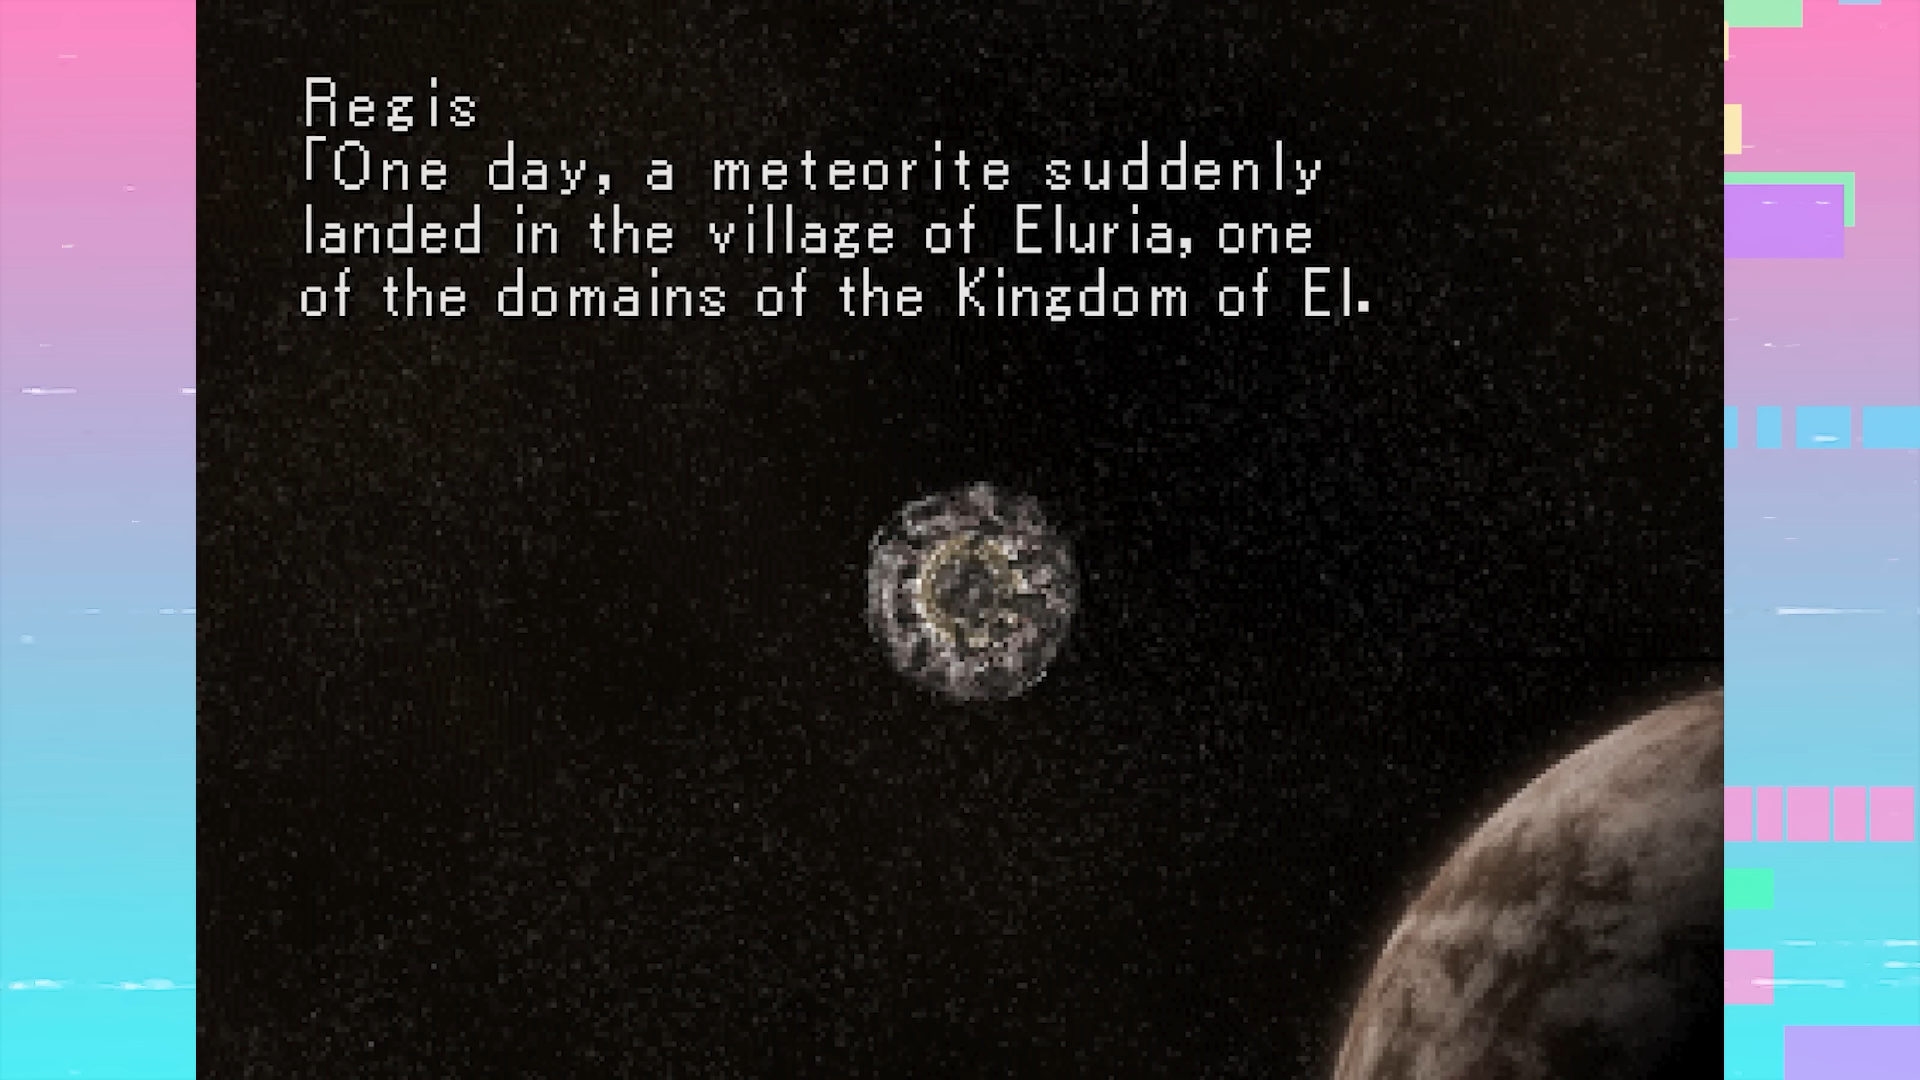 Regis
「One day, a meteorite suddenly
landed in the village of Eluria, one
of the domains of the Kingdom of El.